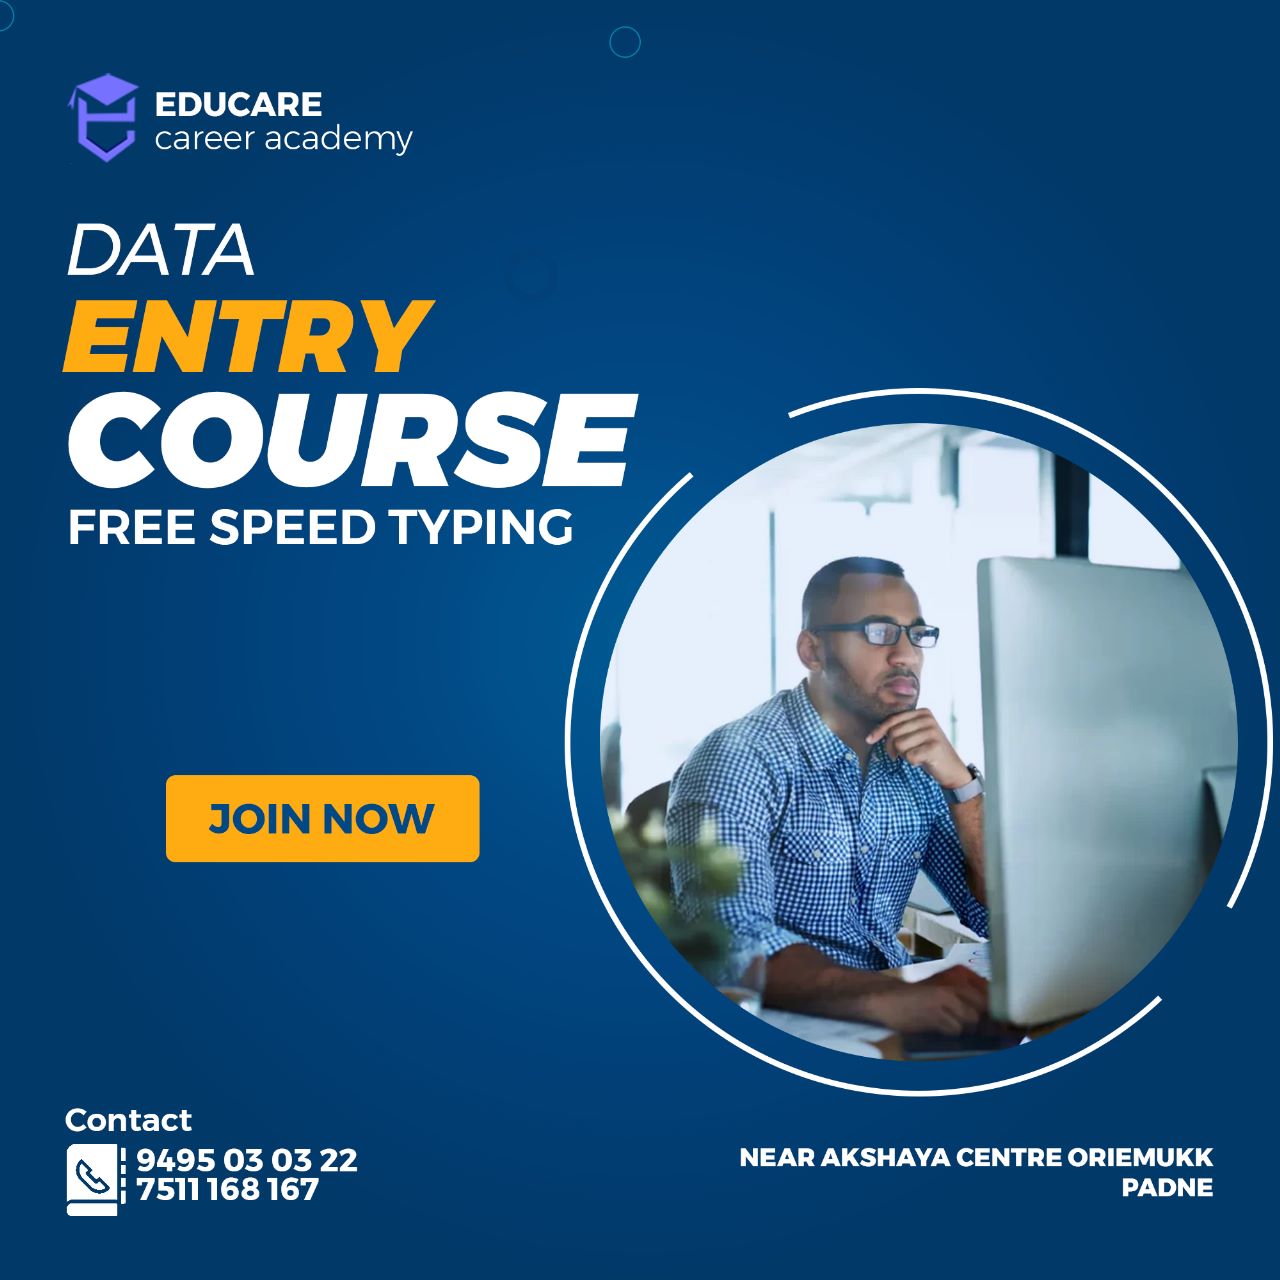 EDUCARE
career academy
DATA
ENTRY
COURSE
FREE SPEED TYPING
JOIN NOW
Contact
9495 03 03 22
7511 168 167
NEAR AKSHAYA CENTRE ORIEMUKK
PADNE